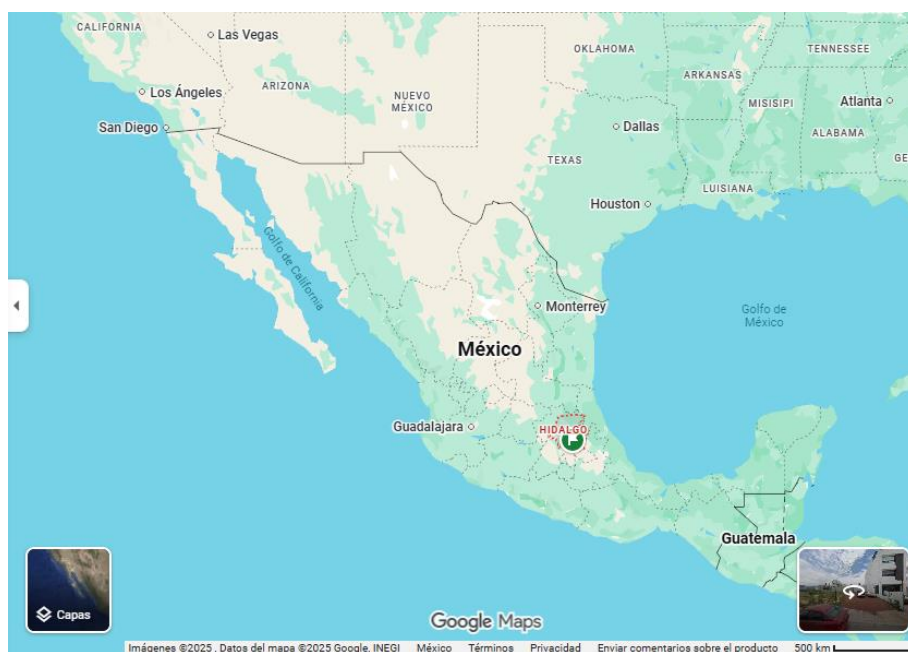 CALIFORNIA
Las Vegas
OKLAHOMA
TENNESSEE
ARKANSAS
Los Ángeles
ARIZONA
NUEVO
MÉXICO
MISISIPI
Atlanta
San Diego
Dallas
ALABAMA
TEXAS
GE
LUISIANA
Houston
Golfo de California
Monterrey
Golfo de
México
México
Guadalajara
HIDALGO
Guatemala
Capas
Google Maps
Imágenes ©2025 , Datos del mapa ©2025 Google, INEGI México Términos Privacidad Enviar comentarios sobre el producto 500 km